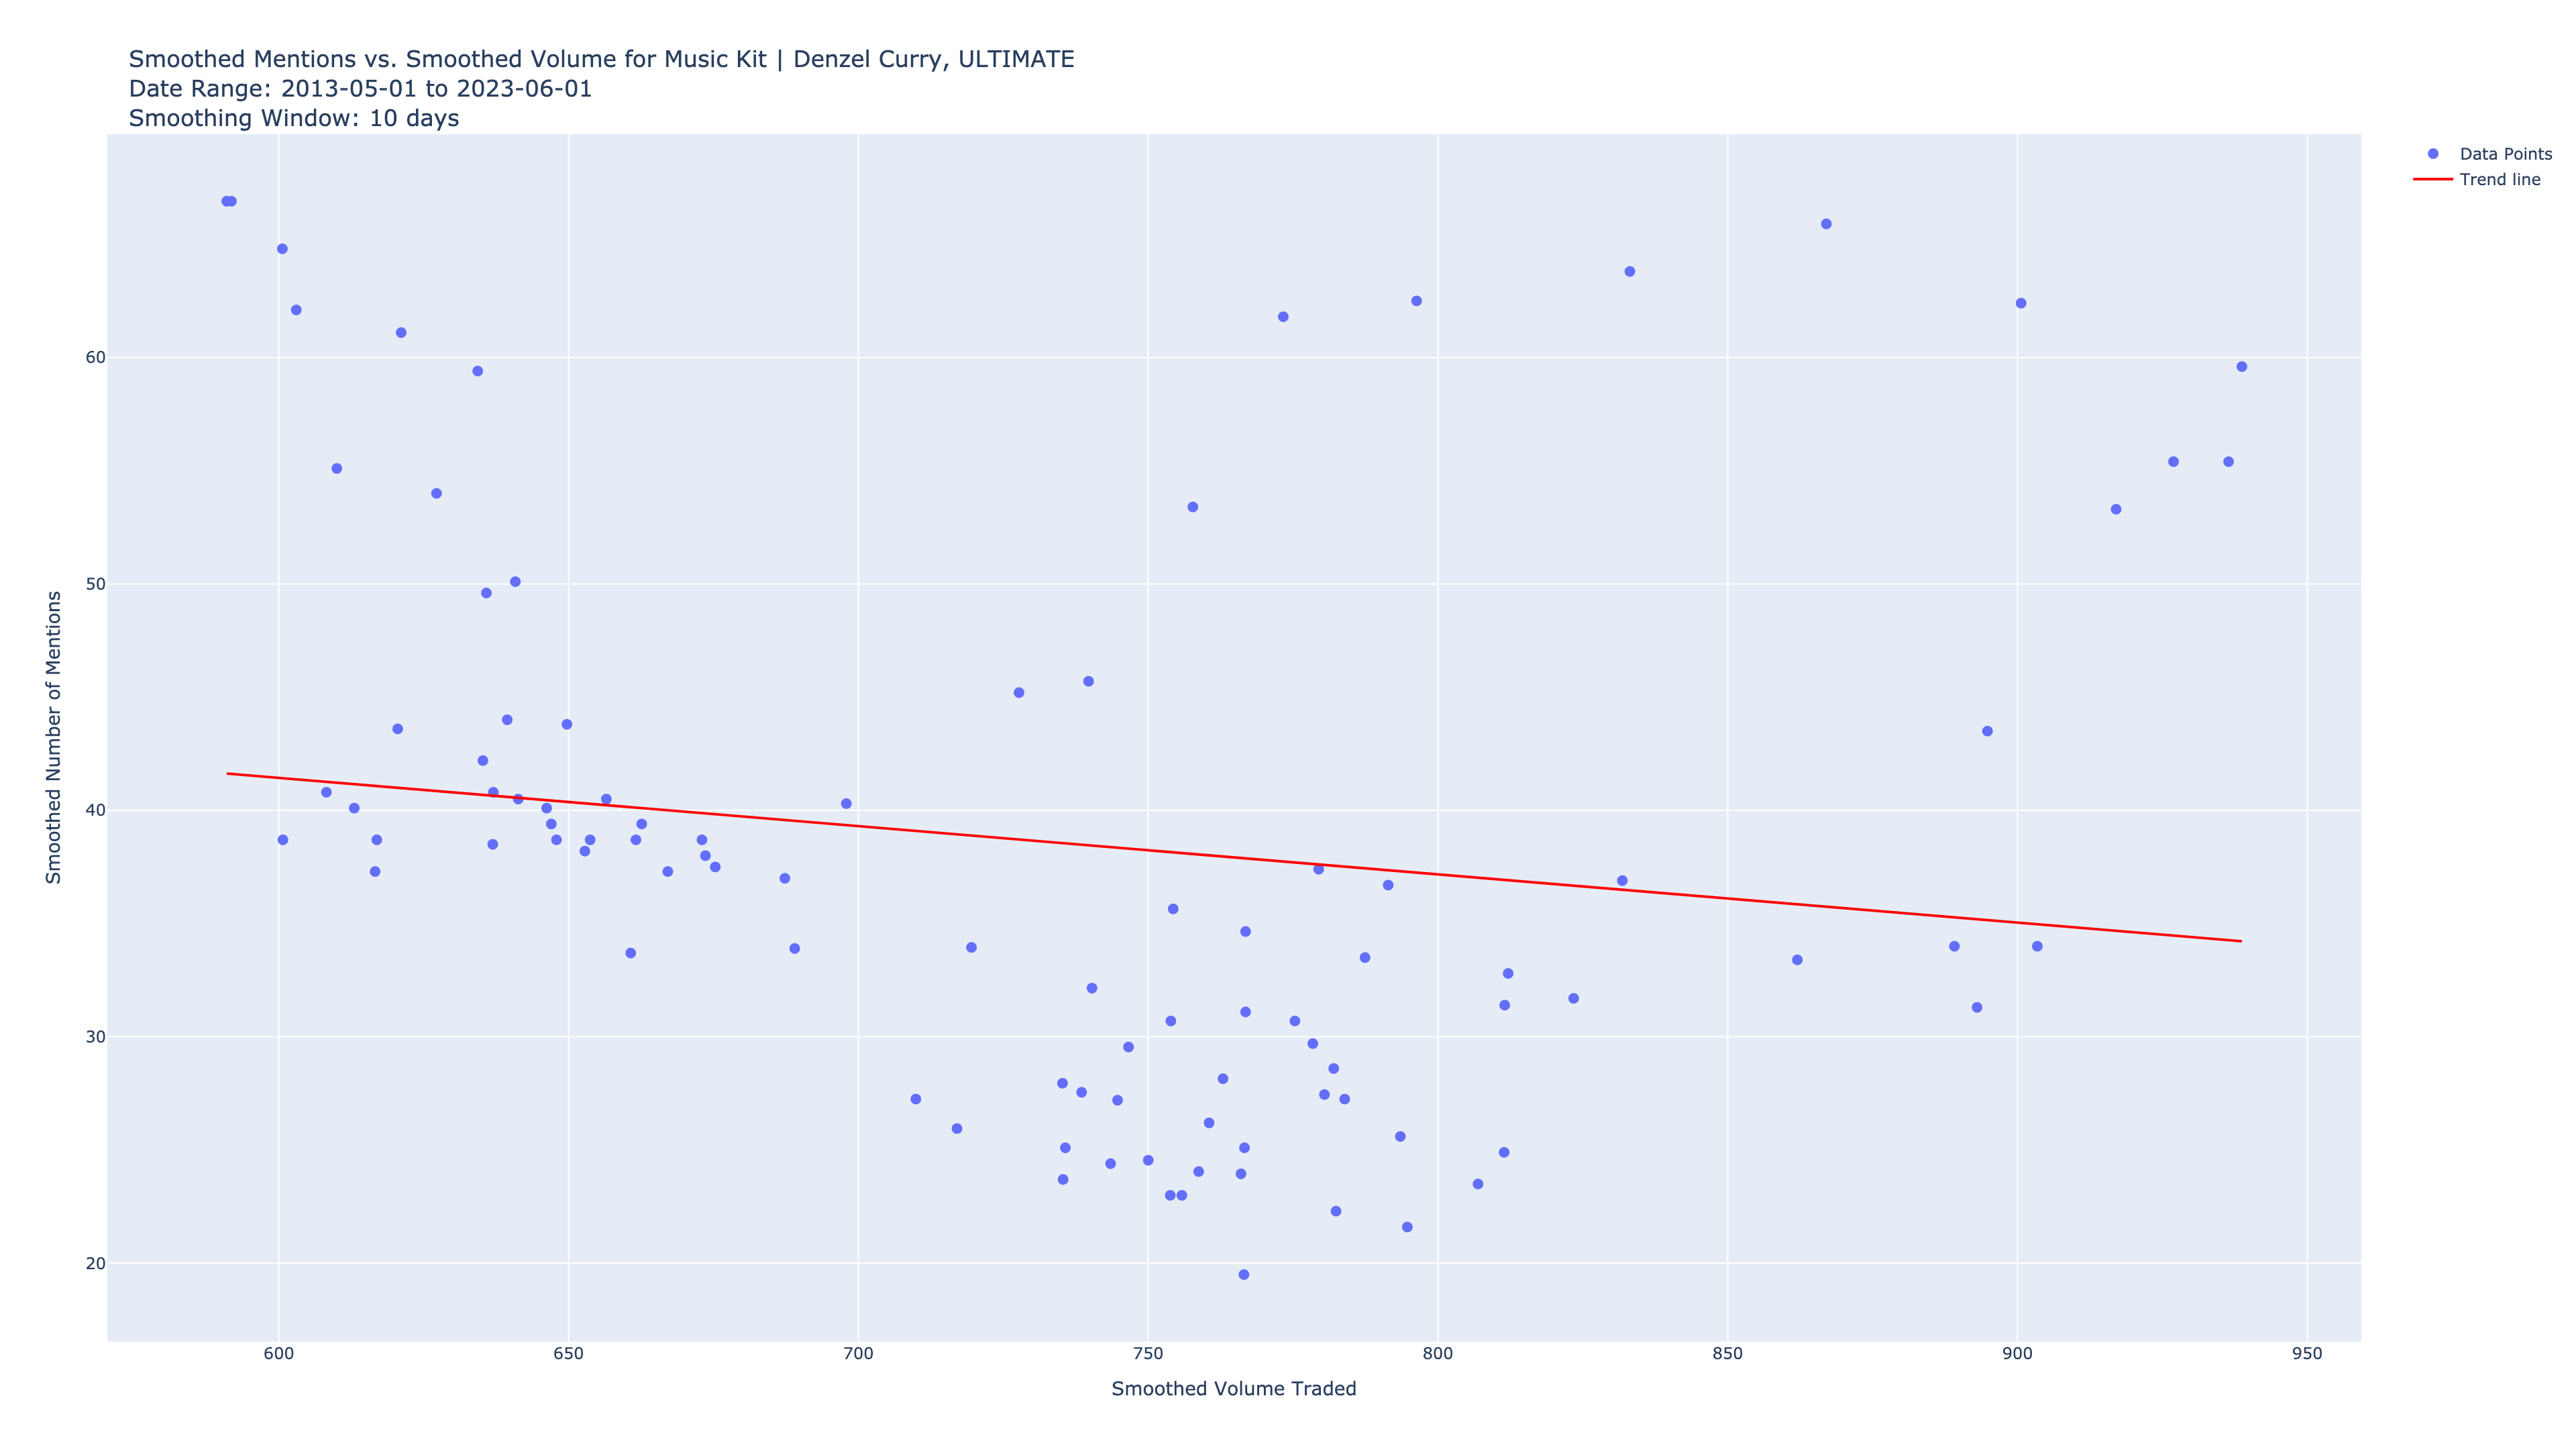 Smoothed Mentions vs. Smoothed Volume for Music Kit | Denzel Curry, ULTIMATE
Date Range: 2013-05-01 to 2023-06-01
Smoothing Window: 10 days
Data Points
Trend line
Smoothed Number of Mentions
60
50
40
30
20
600
650
700
750
800
850
900
950
Smoothed Volume Traded